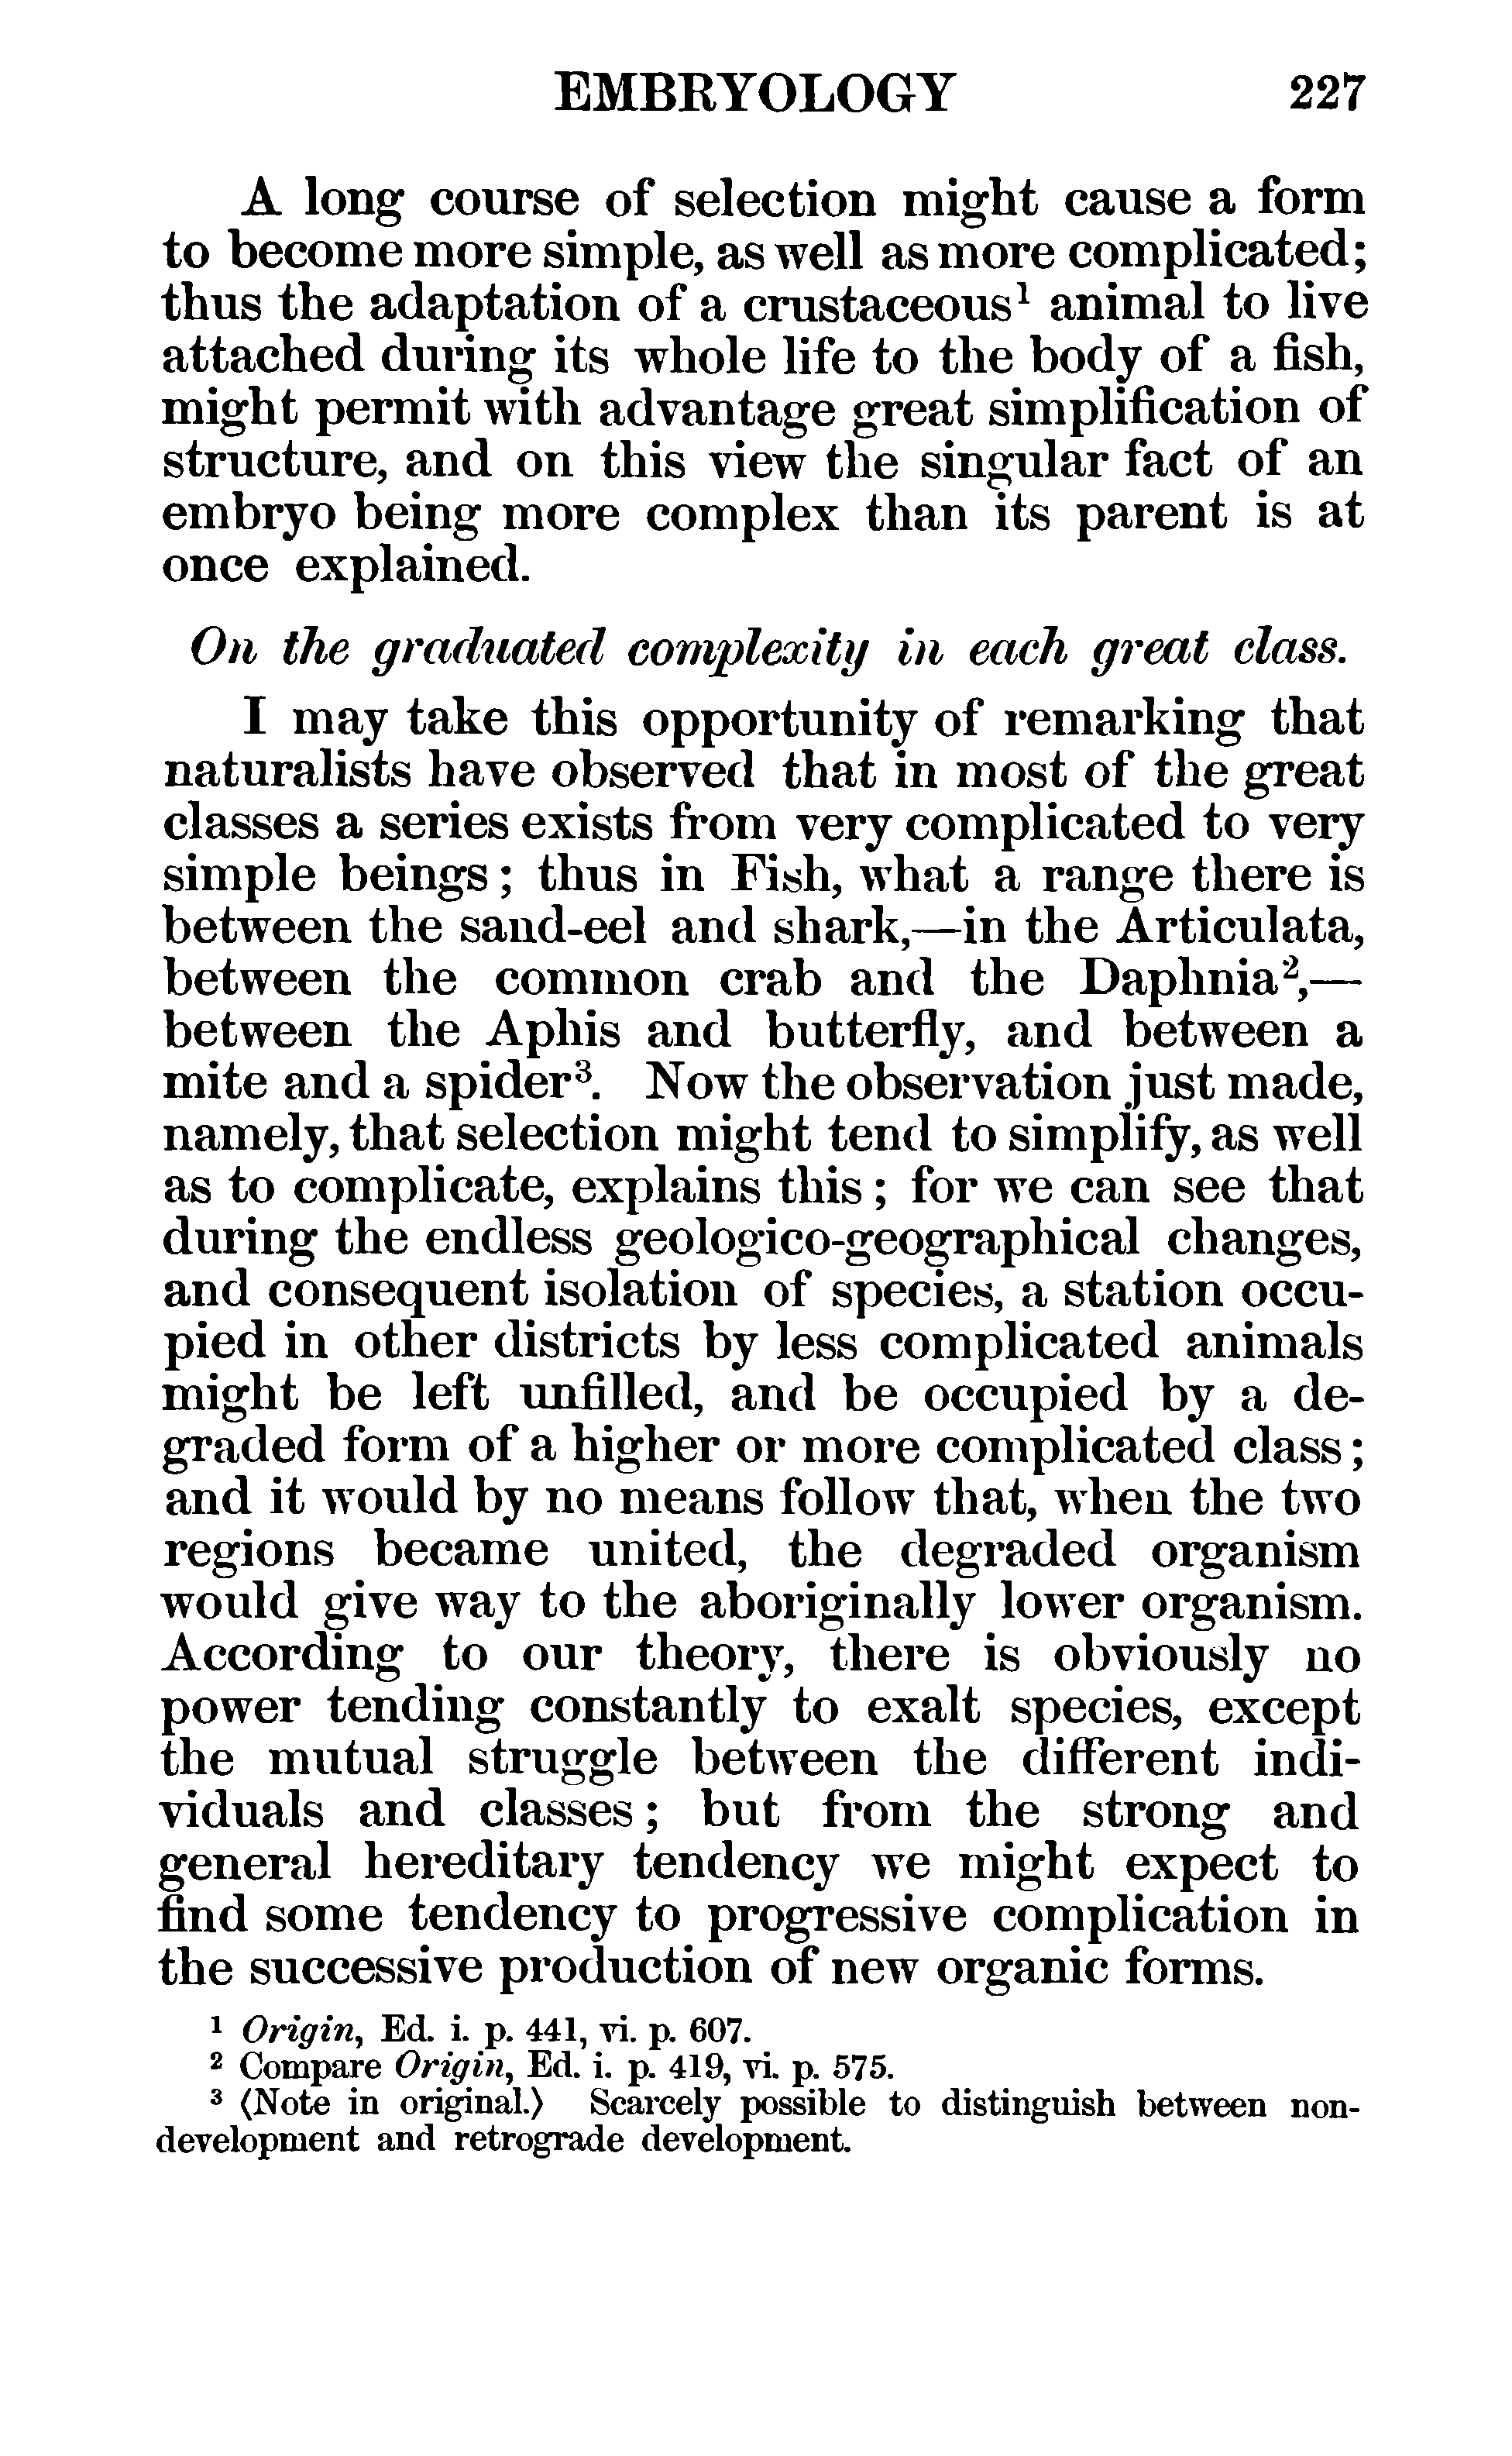 EMBRYOLOGY 227
A long course of selection might cause a form
to become more simple, as well as more complicated;
thus the adaptation of a crustaceous¹ animal to live
attached during its whole life to the body of a fish,
might permit with advantage great simplification of
structure, and on this view the singular fact of an
embryo being more complex than its parent is at
once explained.
On the graduated complexity in each great class.
I may take this opportunity of remarking that
naturalists have observed that in most of the great
classes a series exists from very complicated to very
simple beings; thus in Fish, what a range there is
between the sand-eel and shark,—in the Articulata,
between the common crab and the Daphnia²,—
between the Aphis and butterfly, and between a
mite and a spider³. Now the observation just made,
namely, that selection might tend to simplify, as well
as to complicate, explains this; for we can see that
during the endless geologico-geographical changes,
and consequent isolation of species, a station occu-
pied in other districts by less complicated animals
might be left unfilled, and be occupied by a de-
graded form of a higher or more complicated class;
and it would by no means follow that, when the two
regions became united, the degraded organism
would give way to the aboriginally lower organism.
According to our theory, there is obviously no
power tending constantly to exalt species, except
the mutual struggle between the different indi-
viduals and classes; but from the strong and
general hereditary tendency we might expect to
find some tendency to progressive complication in
the successive production of new organic forms.
¹ Origin, Ed. i. p. 441, vi. p. 607.
² Compare Origin, Ed. i. p. 419, vi. p. 575.
³ ⟨Note in original.⟩ Scarcely possible to distinguish between non-
development and retrograde development.